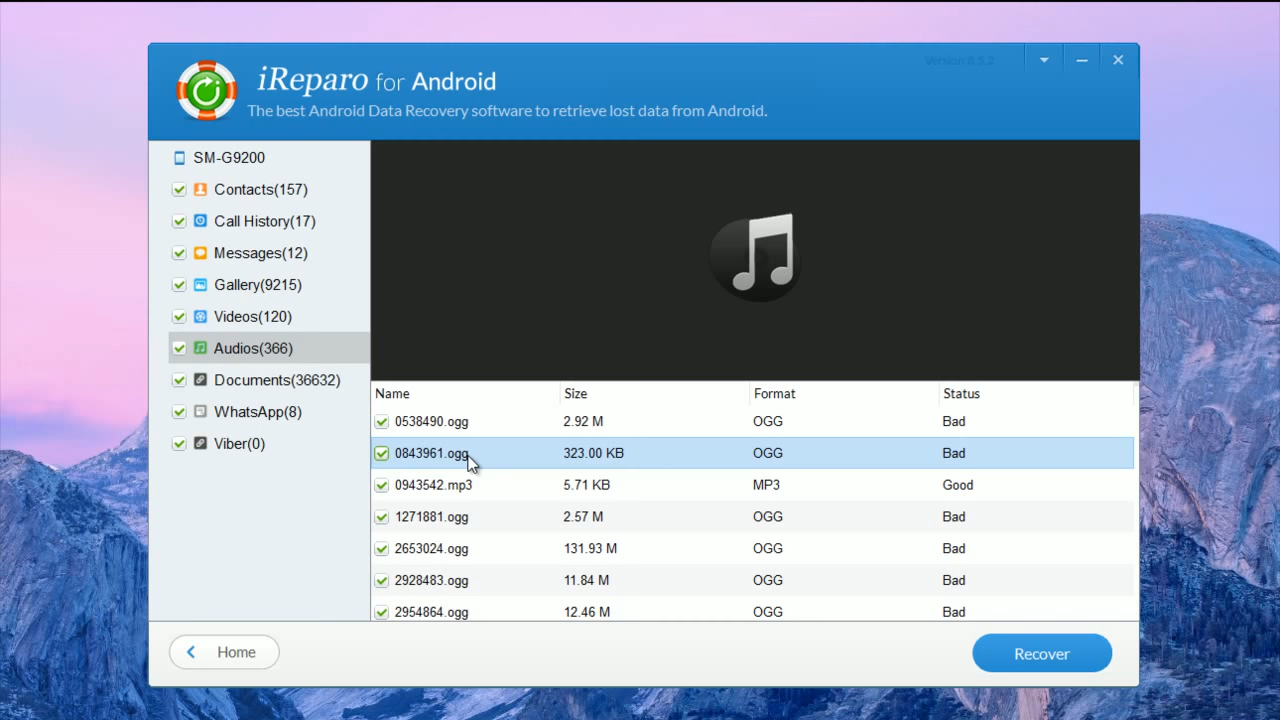 Version 8.5.2
iReparo for Android
The best Android Data Recovery software to retrieve lost data from Android.
SM-G9200
Contacts(157)
Call History(17)
Messages(12)
Gallery(9215)
Videos(120)
Audios(366)
Documents(36632)
WhatsApp(8)
Viber(0)
Name Size Format Status
0538490.ogg 2.92 M OGG Bad
0843961.ogg 323.00 KB OGG Bad
0943542.mp3 5.71 KB MP3 Good
1271881.ogg 2.57 M OGG Bad
2653024.ogg 131.93 M OGG Bad
2928483.ogg 11.84 M OGG Bad
2954864.ogg 12.46 M OGG Bad
Home
Recover